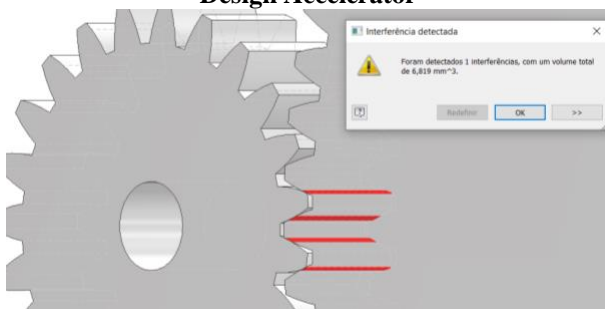 Design Accelerator
Interferência detectada
Foram detectados 1 interferências, com um volume total
de 6,819 mm^3.
Redefinir
OK
>>